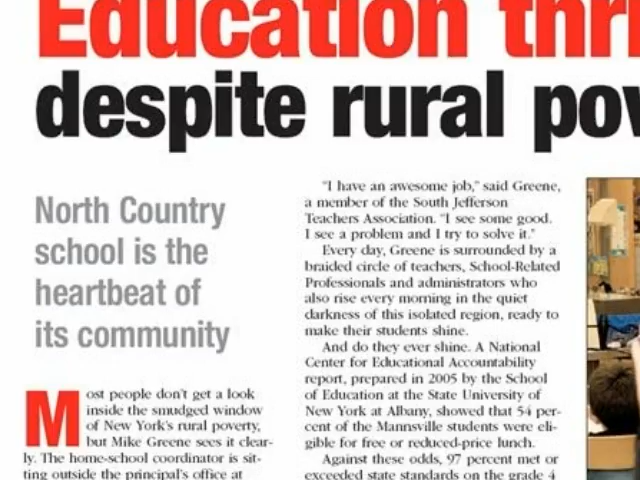 Education thri
despite rural pov
North Country
school is the
heartbeat of
its community
Most people don't get a look
inside the smudged window
of New York's rural poverty,
but Mike Greene sees it clear-
ly. The home-school coordinator is sit-
ting outside the principal's office at
"I have an awesome job," said Greene,
a member of the South Jefferson
Teachers Association. "I see some good.
I see a problem and I try to solve it."
Every day, Greene is surrounded by a
braided circle of teachers, School-Related
Professionals and administrators who
also rise every morning in the quiet
darkness of this isolated region, ready to
make their students shine.
And do they ever shine. A National
Center for Educational Accountability
report, prepared in 2005 by the School
of Education at the State University of
New York at Albany, showed that 54 per-
cent of the Mannsville students were eli-
gible for free or reduced-price lunch.
Against these odds, 97 percent met or
exceeded state standards on the grade 4